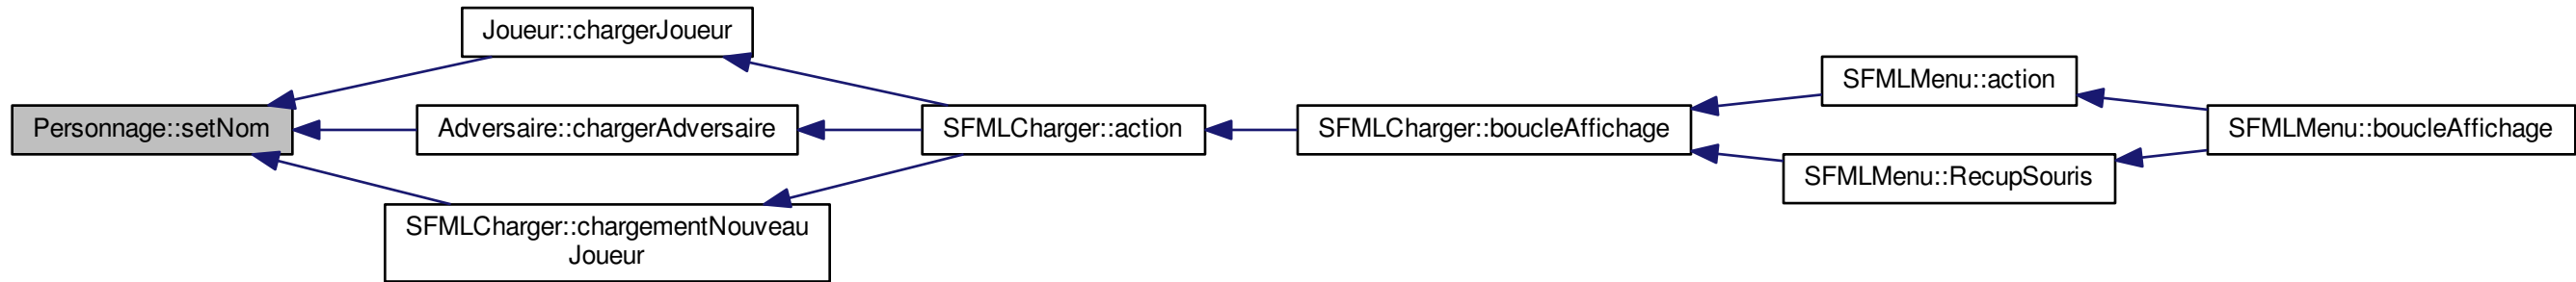 Personnage::setNom
Joueur::chargerJoueur
Adversaire::chargerAdversaire
SFMLCharger::chargementNouveau
Joueur
SFMLCharger::action
SFMLCharger::boucleAffichage
SFMLMenu::action
SFMLMenu::RecupSouris
SFMLMenu::boucleAffichage